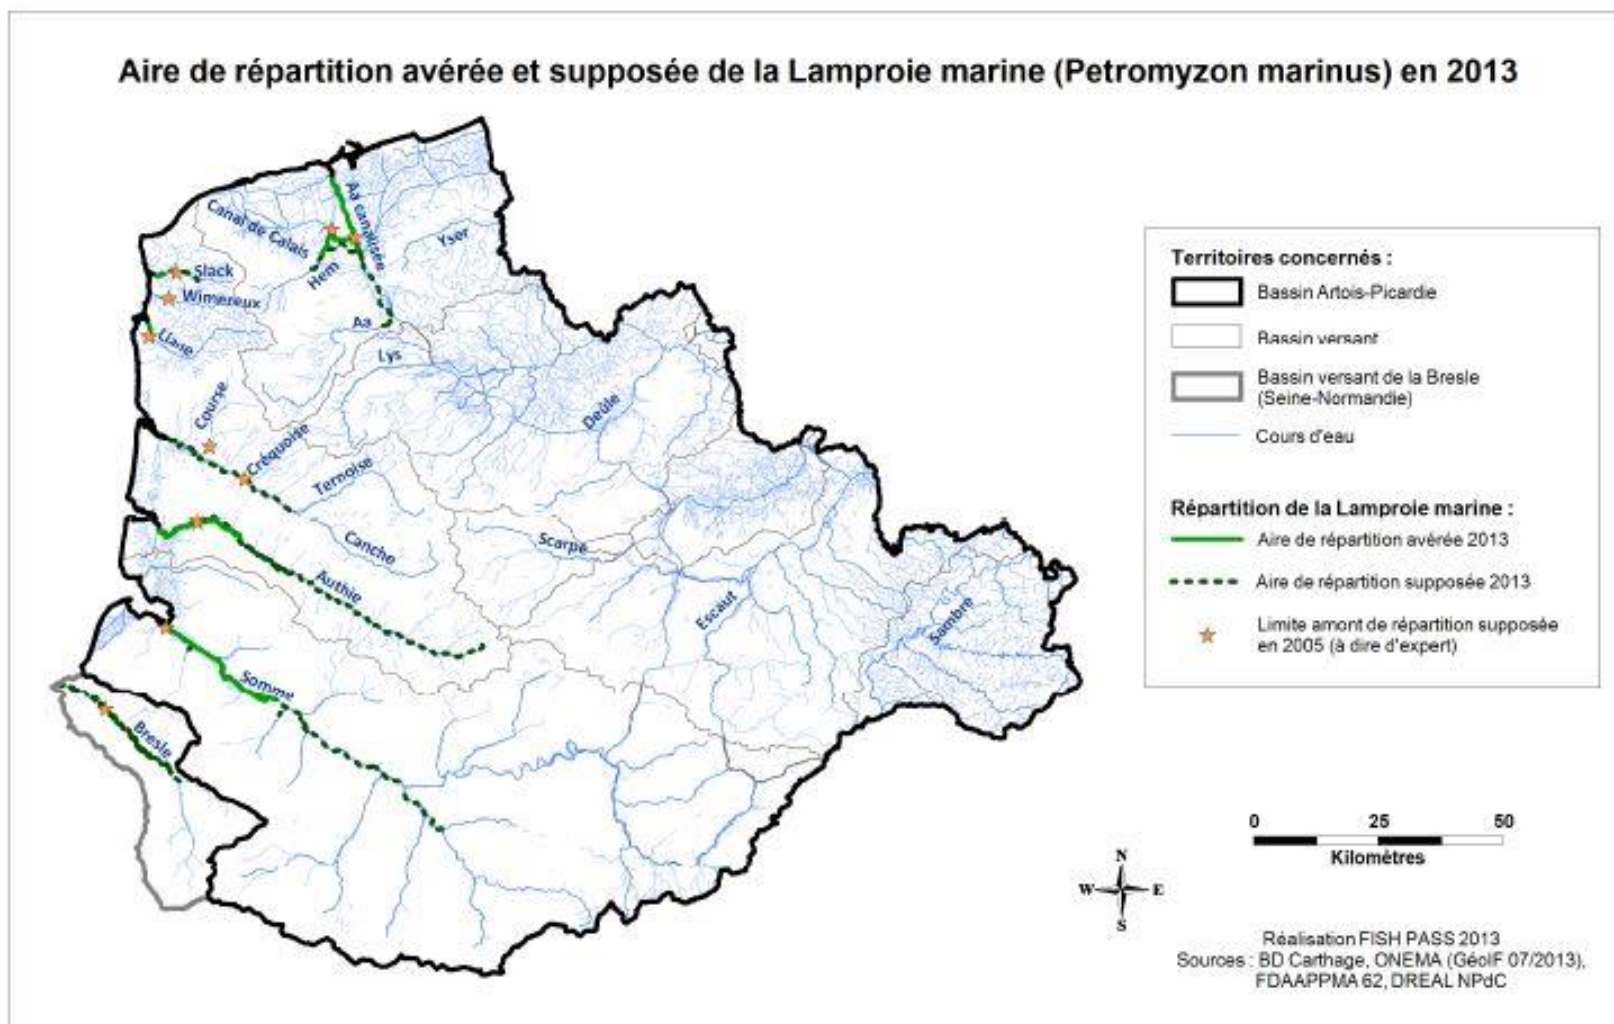 Aire de répartition avérée et supposée de la Lamproie marine (Petromyzon marinus) en 2013
Aa canalisée
Canal de Calais
Yser
Hem
Slack
Wimereux
Aa
Liane
Lys
Course
Deûle
Créquoise
Ternoise
Canche
Scarpe
Authie
Escaut
Sambre
Somme
Bresle
Territoires concernés :
Bassin Artois-Picardie
Bassin versant
Bassin versant de la Bresle
(Seine-Normandie)
Cours d'eau
Répartition de la Lamproie marine :
Aire de répartition avérée 2013
Aire de répartition supposée 2013
Limite amont de répartition supposée
en 2005 (à dire d'expert)
0 25 50
Kilomètres
N
W E
S
Réalisation FISH PASS 2013
Sources : BD Carthage, ONEMA (GéoIF 07/2013),
FDAAPPMA 62, DREAL NPdC